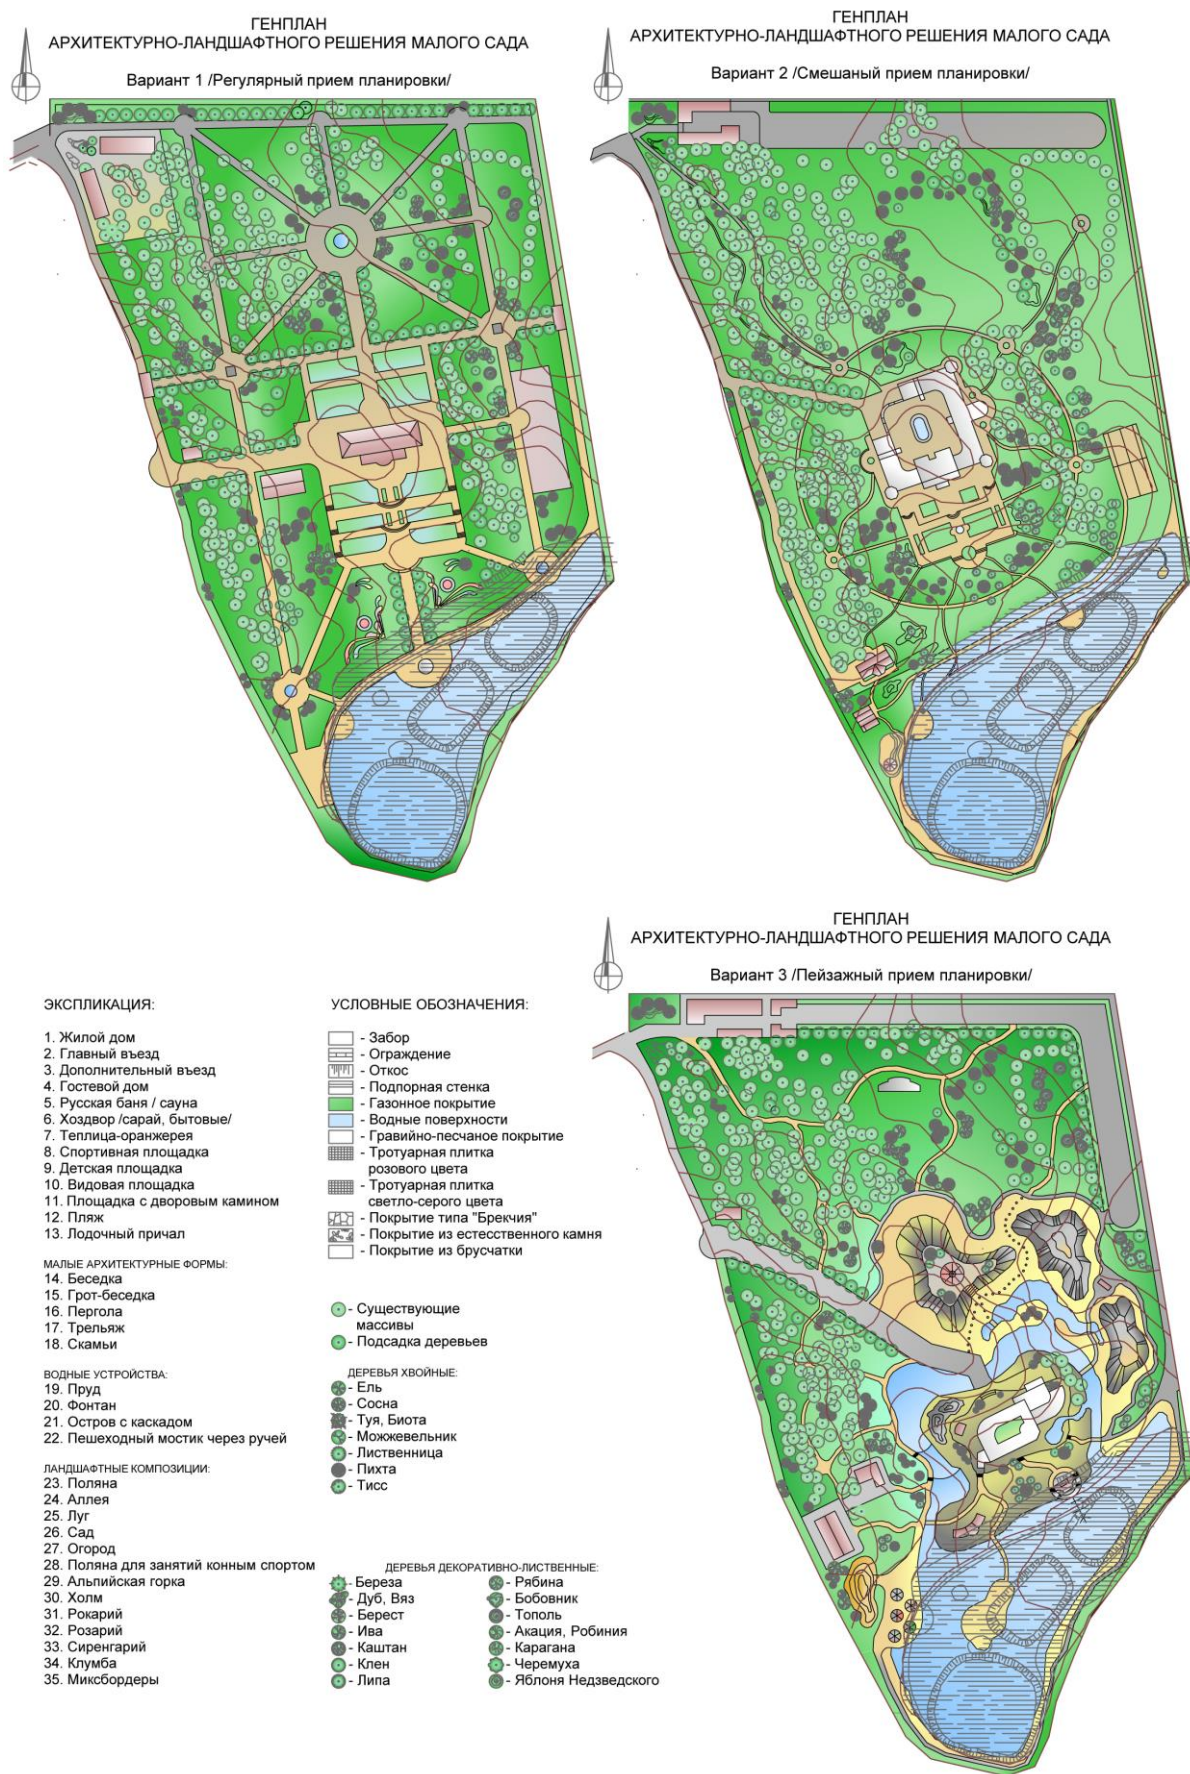 ГЕНПЛАН
АРХИТЕКТУРНО-ЛАНДШАФТНОГО РЕШЕНИЯ МАЛОГО САДА
Вариант 1 /Регулярный прием планировки/
ГЕНПЛАН
АРХИТЕКТУРНО-ЛАНДШАФТНОГО РЕШЕНИЯ МАЛОГО САДА
Вариант 2 /Смешаный прием планировки/
ГЕНПЛАН
АРХИТЕКТУРНО-ЛАНДШАФТНОГО РЕШЕНИЯ МАЛОГО САДА
Вариант 3 /Пейзажный прием планировки/
ЭКСПЛИКАЦИЯ:
1. Жилой дом
2. Главный въезд
3. Дополнительный въезд
4. Гостевой дом
5. Русская баня / сауна
6. Хоздвор /сарай, бытовые/
7. Теплица-оранжерея
8. Спортивная площадка
9. Детская площадка
10. Видовая площадка
11. Площадка с дворовым камином
12. Пляж
13. Лодочный причал
МАЛЫЕ АРХИТЕКТУРНЫЕ ФОРМЫ:
14. Беседка
15. Грот-беседка
16. Пергола
17. Трельяж
18. Скамьи
ВОДНЫЕ УСТРОЙСТВА:
19. Пруд
20. Фонтан
21. Остров с каскадом
22. Пешеходный мостик через ручей
ЛАНДШАФТНЫЕ КОМПОЗИЦИИ:
23. Поляна
24. Аллея
25. Луг
26. Сад
27. Огород
28. Поляна для занятий конным спортом
29. Альпийская горка
30. Холм
31. Рокарий
32. Розарий
33. Сиренгарий
34. Клумба
35. Миксбордеры
УСЛОВНЫЕ ОБОЗНАЧЕНИЯ:
- Забор
- Ограждение
- Откос
- Подпорная стенка
- Газонное покрытие
- Водные поверхности
- Гравийно-песчаное покрытие
- Тротуарная плитка
розового цвета
- Тротуарная плитка
светло-серого цвета
- Покрытие типа "Брекчия"
- Покрытие из естесственного камня
- Покрытие из брусчатки
- Существующие
массивы
- Подсадка деревьев
ДЕРЕВЬЯ ХВОЙНЫЕ:
- Ель
- Сосна
- Туя, Биота
- Можжевельник
- Лиственница
- Пихта
- Тисс
ДЕРЕВЬЯ ДЕКОРАТИВНО-ЛИСТВЕННЫЕ:
- Береза
- Дуб, Вяз
- Берест
- Ива
- Каштан
- Клен
- Липа
- Рябина
- Бобовник
- Тополь
- Акация, Робиния
- Карагана
- Черемуха
- Яблоня Недзведского